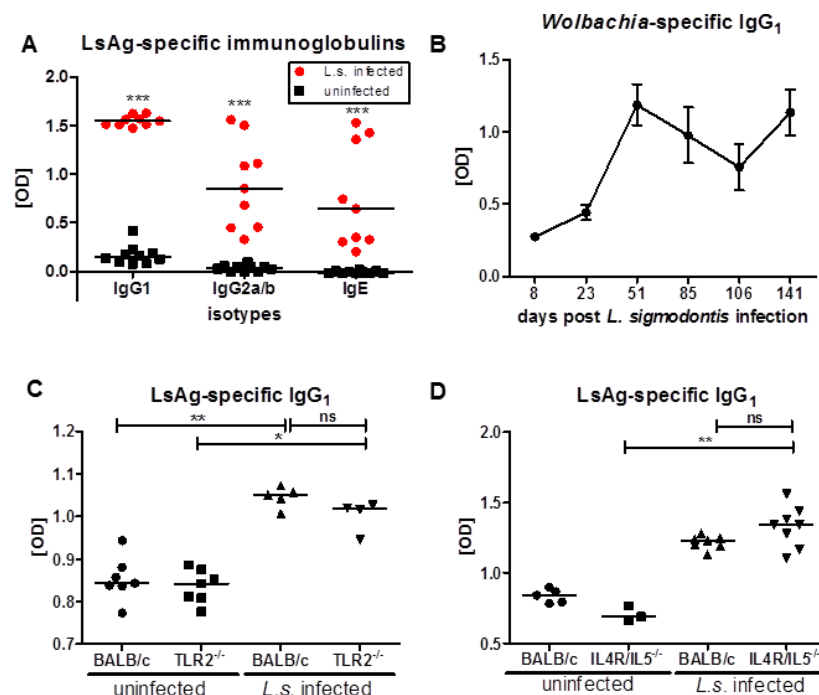 A
LsAg-specific immunoglobulins
L.s. infected
uninfected
***
***
***
[OD]
2.0
1.5
1.0
0.5
0.0
IgG1 IgG2a/b IgE
isotypes
B
Wolbachia-specific IgG1
[OD]
1.5
1.0
0.5
0.0
8 23 51 85 106 141
days post L. sigmodontis infection
C
LsAg-specific IgG1
** ns
*
[OD]
1.2
1.1
1.0
0.9
0.8
0.7
BALB/c TLR2-/- BALB/c TLR2-/-
uninfected L.s. infected
D
LsAg-specific IgG1
ns
**
[OD]
2.0
1.5
1.0
0.5
BALB/c IL4R/IL5-/- BALB/c IL4R/IL5-/-
uninfected L.s. infected